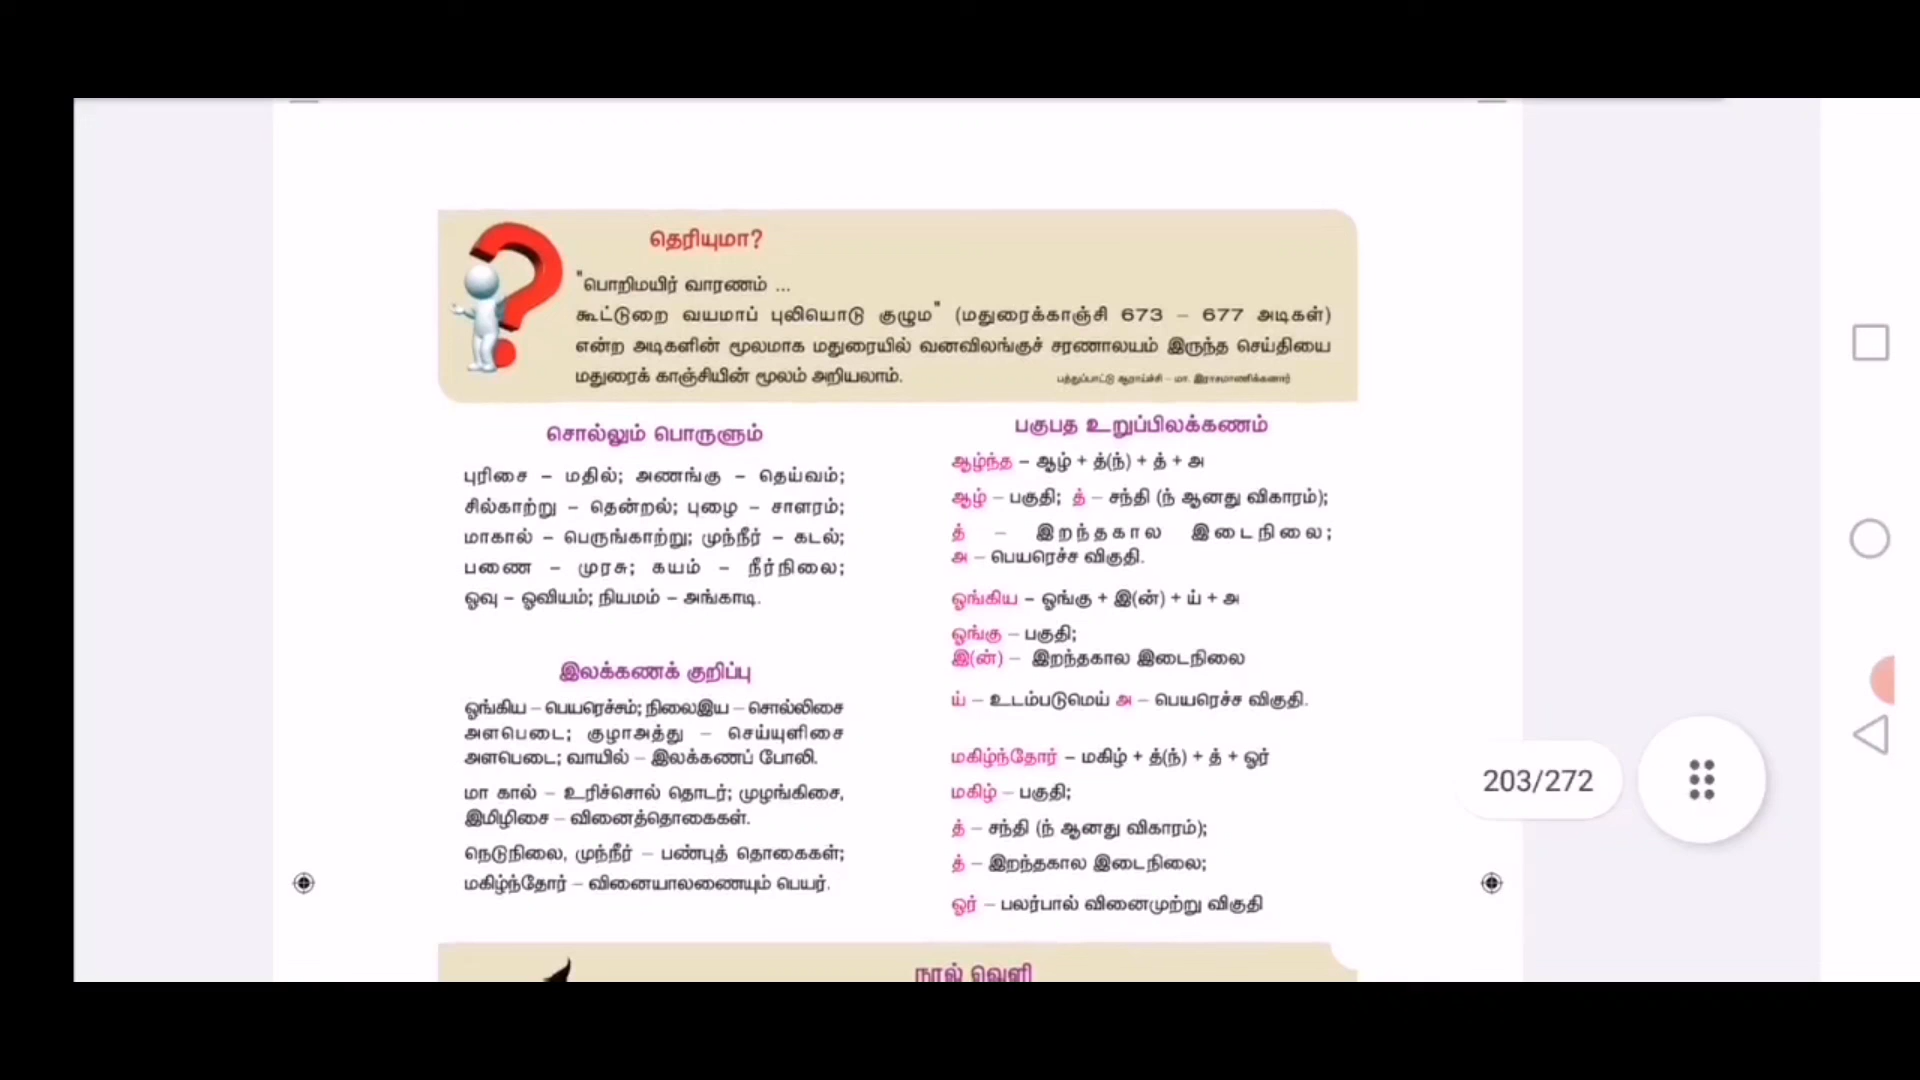 தெரியுமா?
"பொறிமயிர் வாரணம் ...
கூட்டுறை வயமாப் புலியொடு குழும" (மதுரைக்காஞ்சி 673 – 677 அடிகள்)
என்ற அடிகளின் மூலமாக மதுரையில் வனவிலங்குச் சரணாலயம் இருந்த செய்தியை
மதுரைக் காஞ்சியின் மூலம் அறியலாம்.
பத்துப்பாட்டு ஆராய்ச்சி – மா. இராசமாணிக்கனார்
சொல்லும் பொருளும்
புரிசை – மதில்; அணங்கு – தெய்வம்;
சில்காற்று – தென்றல்; புழை – சாளரம்;
மாகால் – பெருங்காற்று; முந்நீர் – கடல்;
பணை – முரசு; கயம் – நீர்நிலை;
ஓவு – ஓவியம்; நியமம் – அங்காடி.
இலக்கணக் குறிப்பு
ஓங்கிய – பெயரெச்சம்; நிலைஇய – சொல்லிசை
அளபெடை; குழாஅத்து – செய்யுளிசை
அளபெடை; வாயில் – இலக்கணப் போலி.
மா கால் – உரிச்சொல் தொடர்; முழங்கிசை,
இமிழிசை – வினைத்தொகைகள்.
நெடுநிலை, முந்நீர் – பண்புத் தொகைகள்;
மகிழ்ந்தோர் – வினையாலணையும் பெயர்.
பகுபத உறுப்பிலக்கணம்
ஆழ்ந்த – ஆழ் + த்(ந்) + த் + அ
ஆழ் – பகுதி; த் – சந்தி (ந் ஆனது விகாரம்);
த் – இறந்தகால இடைநிலை;
அ – பெயரெச்ச விகுதி.
ஓங்கிய – ஓங்கு + இ(ன்) + ய் + அ
ஓங்கு – பகுதி;
இ(ன்) – இறந்தகால இடைநிலை
ய் – உடம்படுமெய் அ – பெயரெச்ச விகுதி.
மகிழ்ந்தோர் – மகிழ் + த்(ந்) + த் + ஓர்
மகிழ் – பகுதி;
த் – சந்தி (ந் ஆனது விகாரம்);
த் – இறந்தகால இடைநிலை;
ஓர் – பலர்பால் வினைமுற்று விகுதி
நூல் வெளி
203/272